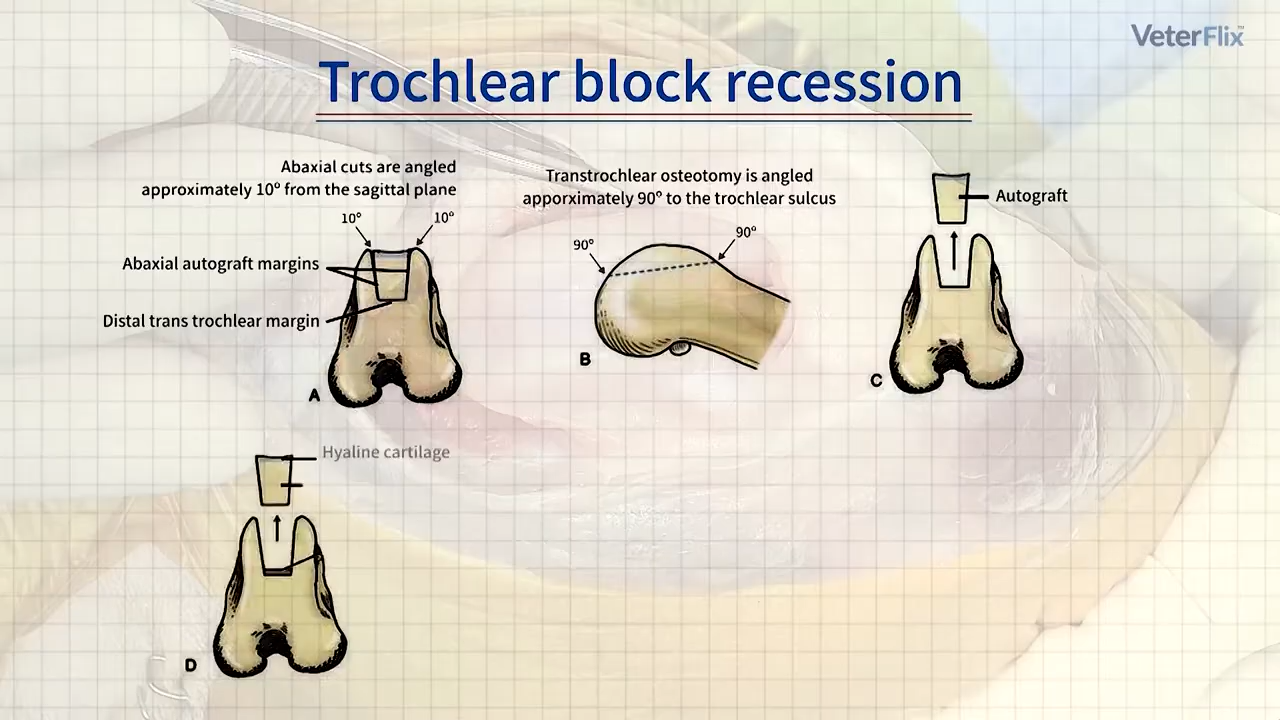 VeterFlix™
Trochlear block recession
Abaxial cuts are angled
approximately 10º from the sagittal plane
10º
10º
Abaxial autograft margins
Distal trans trochlear margin
A
Transtrochlear osteotomy is angled
apporximately 90º to the trochlear sulcus
90º
90º
B
Autograft
C
Hyaline cartilage
D